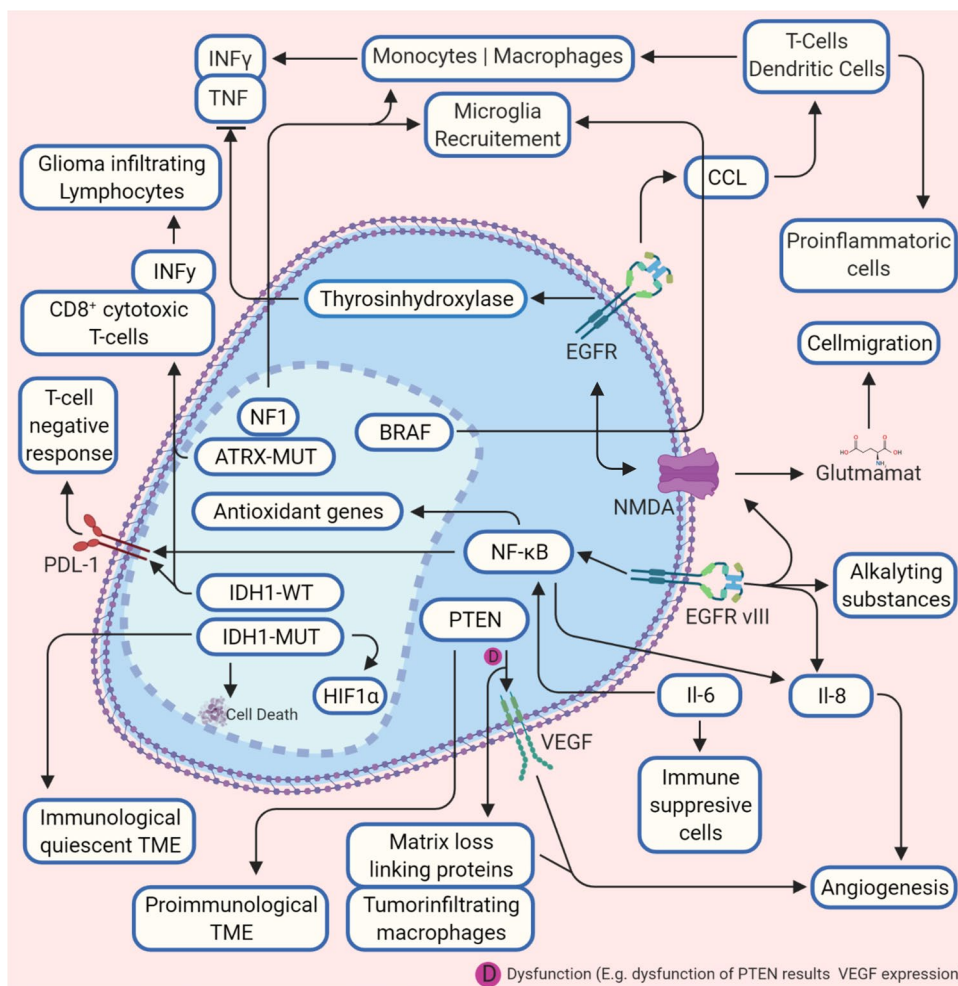 INFγ
TNF
Monocytes | Macrophages
T-Cells
Dendritic Cells
Microglia
Recruitement
Glioma infiltrating
Lymphocytes
CCL
INFγ
CD8⁺ cytotoxic
T-cells
Proinflammatoric
cells
Thyrosinhydroxylase
EGFR
Cellmigration
T-cell
negative
response
NF1
ATRX-MUT
BRAF
HO
O
O
OH
NH
Glutmamat
NMDA
Antioxidant genes
NF-κB
PDL-1
IDH1-WT
IDH1-MUT
PTEN
EGFR vIII
Alkalyting
substances
D
HIF1α
Cell Death
VEGF
Il-6
Il-8
Immunological
quiescent TME
Immune
suppresive
cells
Matrix loss
linking proteins
Tumorinfiltrating
macrophages
Angiogenesis
Proimmunological
TME
D Dysfunction (E.g. dysfunction of PTEN results VEGF expression